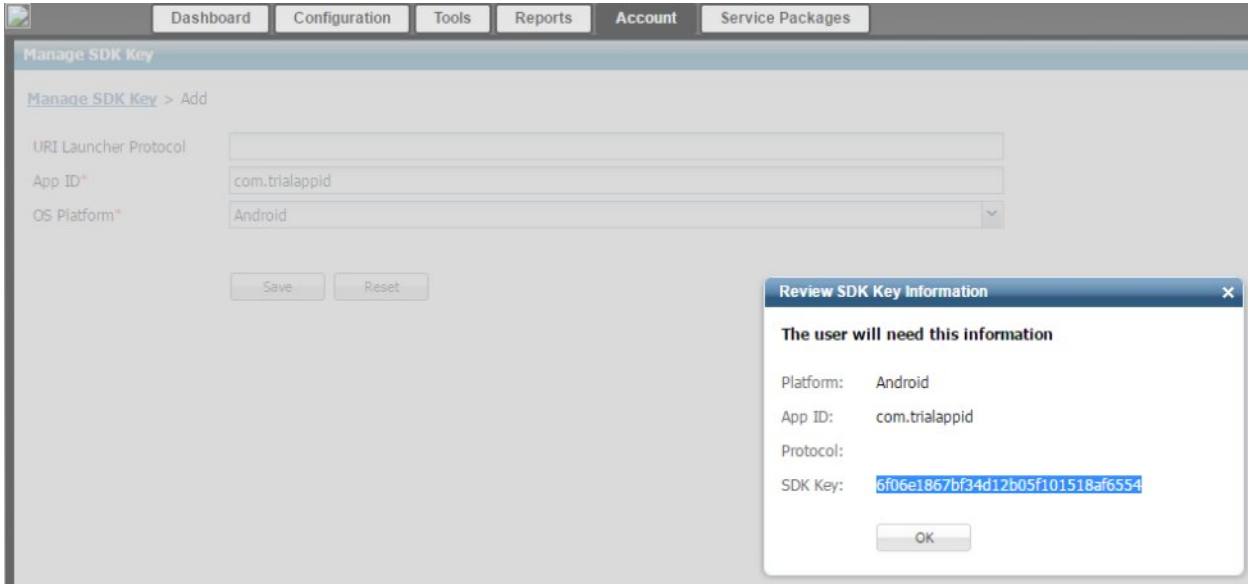 Dashboard Configuration Tools Reports Account Service Packages
Manage SDK Key
Manage SDK Key > Add
URI Launcher Protocol
App ID* com.trialappid
OS Platform* Android
Save Reset
Review SDK Key Information x
The user will need this information
Platform: Android
App ID: com.trialappid
Protocol:
SDK Key: 6f06e1867bf34d12b05f101518af6554
OK